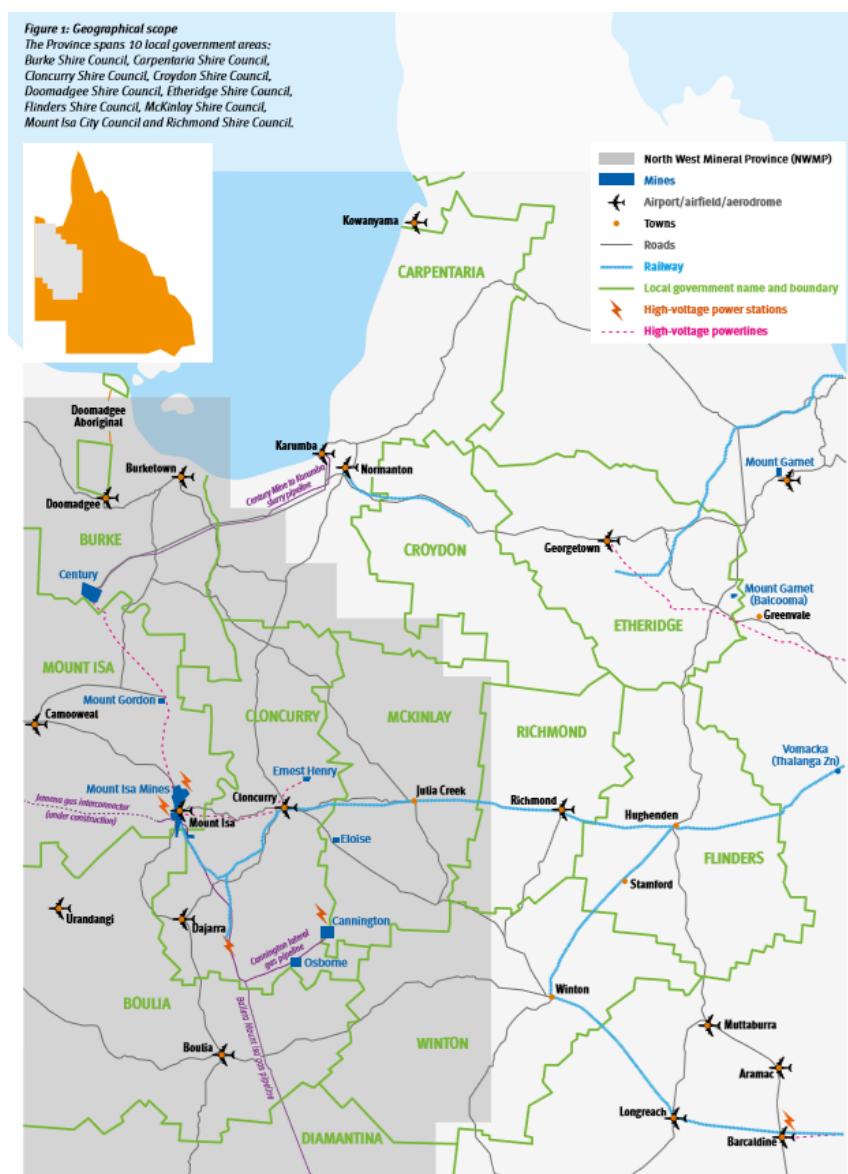 Figure 1: Geographical scope
The Province spans 10 local government areas:
Burke Shire Council, Carpentaria Shire Council,
Cloncurry Shire Council, Croydon Shire Council,
Doomadgee Shire Council, Etheridge Shire Council,
Flinders Shire Council, McKinlay Shire Council,
Mount Isa City Council and Richmond Shire Council.
North West Mineral Province (NWMP)
Mines
Airport/airfield/aerodrome
Towns
Roads
Railway
Local government name and boundary
High-voltage power stations
High-voltage powerlines
Kowanyama
CARPENTARIA
Doomadgee
Aboriginal
Karumba
Burketown
Normanton
Mount Garnet
Century Mine to Karumba
slurry pipeline
Doomadgee
BURKE
CROYDON
Georgetown
Century
Mount Garnet
(Balcooma)
Greenvale
ETHERIDGE
MOUNT ISA
Mount Gordon
Camooweal
CLONCURRY
MCKINLAY
RICHMOND
Vomacka
(Thalanga Zn)
Ernest Henry
Mount Isa Mines
Jemena gas interconnector
(under construction)
Cloncurry
Julia Creek
Richmond
Mount Isa
Hughenden
Eloise
FLINDERS
Stamford
Urandangi
Dajarra
Cannington
Cannington lateral
gas pipeline
Osborne
BOULIA
Ballera Mount Isa gas pipeline
Winton
Muttaburra
WINTON
Boulia
Aramac
Longreach
DIAMANTINA
Barcaldine